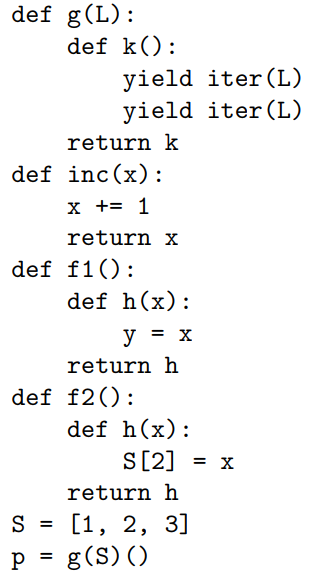 def g(L):
    def k():
        yield iter(L)
        yield iter(L)
    return k
def inc(x):
    x += 1
    return x
def f1():
    def h(x):
        y = x
    return h
def f2():
    def h(x):
        S[2] = x
    return h
S = [1, 2, 3]
p = g(S)()